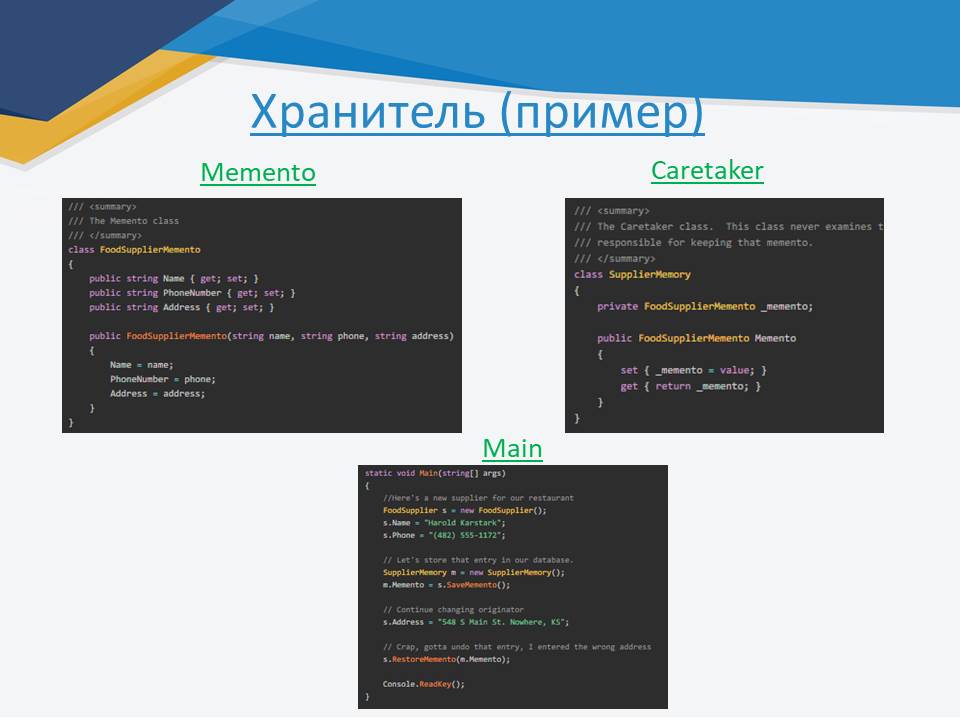 Хранитель (пример)
Memento
/// <summary>
/// The Memento class
/// </summary>
class FoodSupplierMemento
{
    public string Name { get; set; }
    public string PhoneNumber { get; set; }
    public string Address { get; set; }
    public FoodSupplierMemento(string name, string phone, string address)
    {
        Name = name;
        PhoneNumber = phone;
        Address = address;
    }
}
Caretaker
/// <summary>
/// The Caretaker class.  This class never examines t
/// responsible for keeping that memento.
/// </summary>
class SupplierMemory
{
    private FoodSupplierMemento _memento;
    public FoodSupplierMemento Memento
    {
        set { _memento = value; }
        get { return _memento; }
    }
}
Main
static void Main(string[] args)
{
    //Here's a new supplier for our restaurant
    FoodSupplier s = new FoodSupplier();
    s.Name = "Harold Karstark";
    s.Phone = "(482) 555-1172";
    // Let's store that entry in our database.
    SupplierMemory m = new SupplierMemory();
    m.Memento = s.SaveMemento();
    // Continue changing originator
    s.Address = "548 S Main St. Nowhere, KS";
    // Crap, gotta undo that entry, I entered the wrong address
    s.RestoreMemento(m.Memento);
    Console.ReadKey();
}